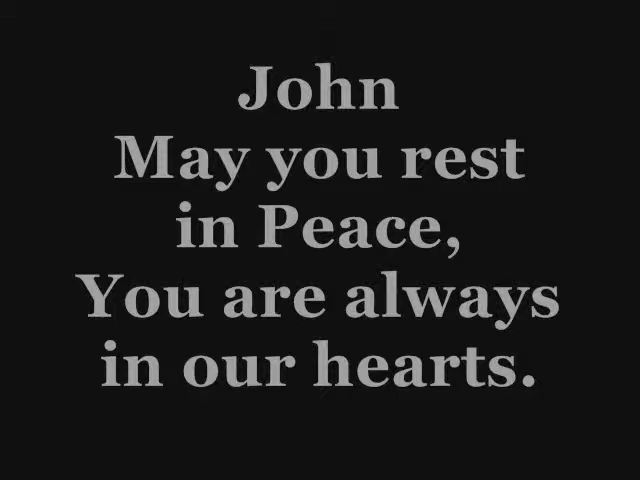 John
May you rest
in Peace,
You are always
in our hearts.